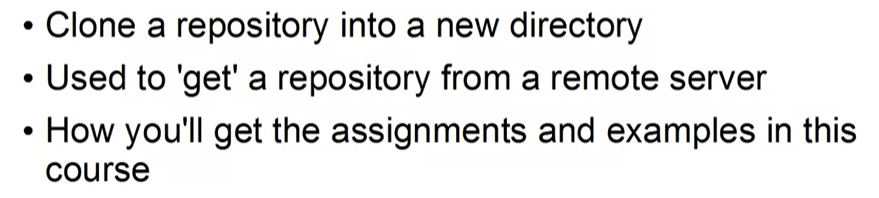 • Clone a repository into a new directory
• Used to 'get' a repository from a remote server
• How you'll get the assignments and examples in this
course